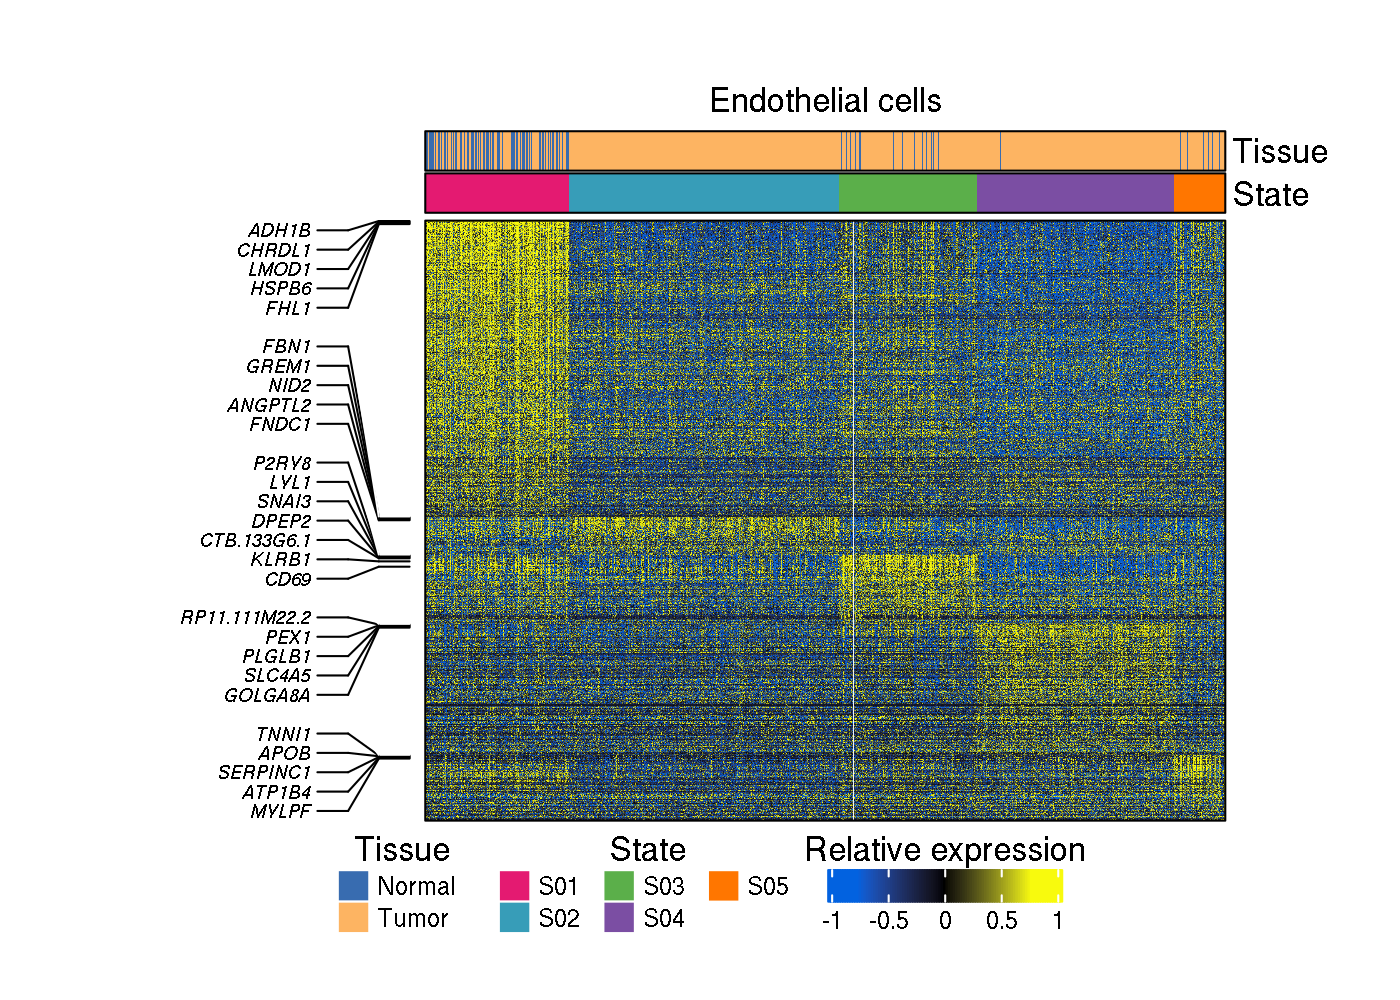 Endothelial cells
Tissue
State
ADH1B
CHRDL1
LMOD1
HSPB6
FHL1
FBN1
GREM1
NID2
ANGPTL2
FNDC1
P2RY8
LYL1
SNAI3
DPEP2
CTB.133G6.1
KLRB1
CD69
RP11.111M22.2
PEX1
PLGLB1
SLC4A5
GOLGA8A
TNNI1
APOB
SERPINC1
ATP1B4
MYLPF
Tissue State Relative expression
Normal S01 S03 S05
Tumor S02 S04
-1 -0.5 0 0.5 1